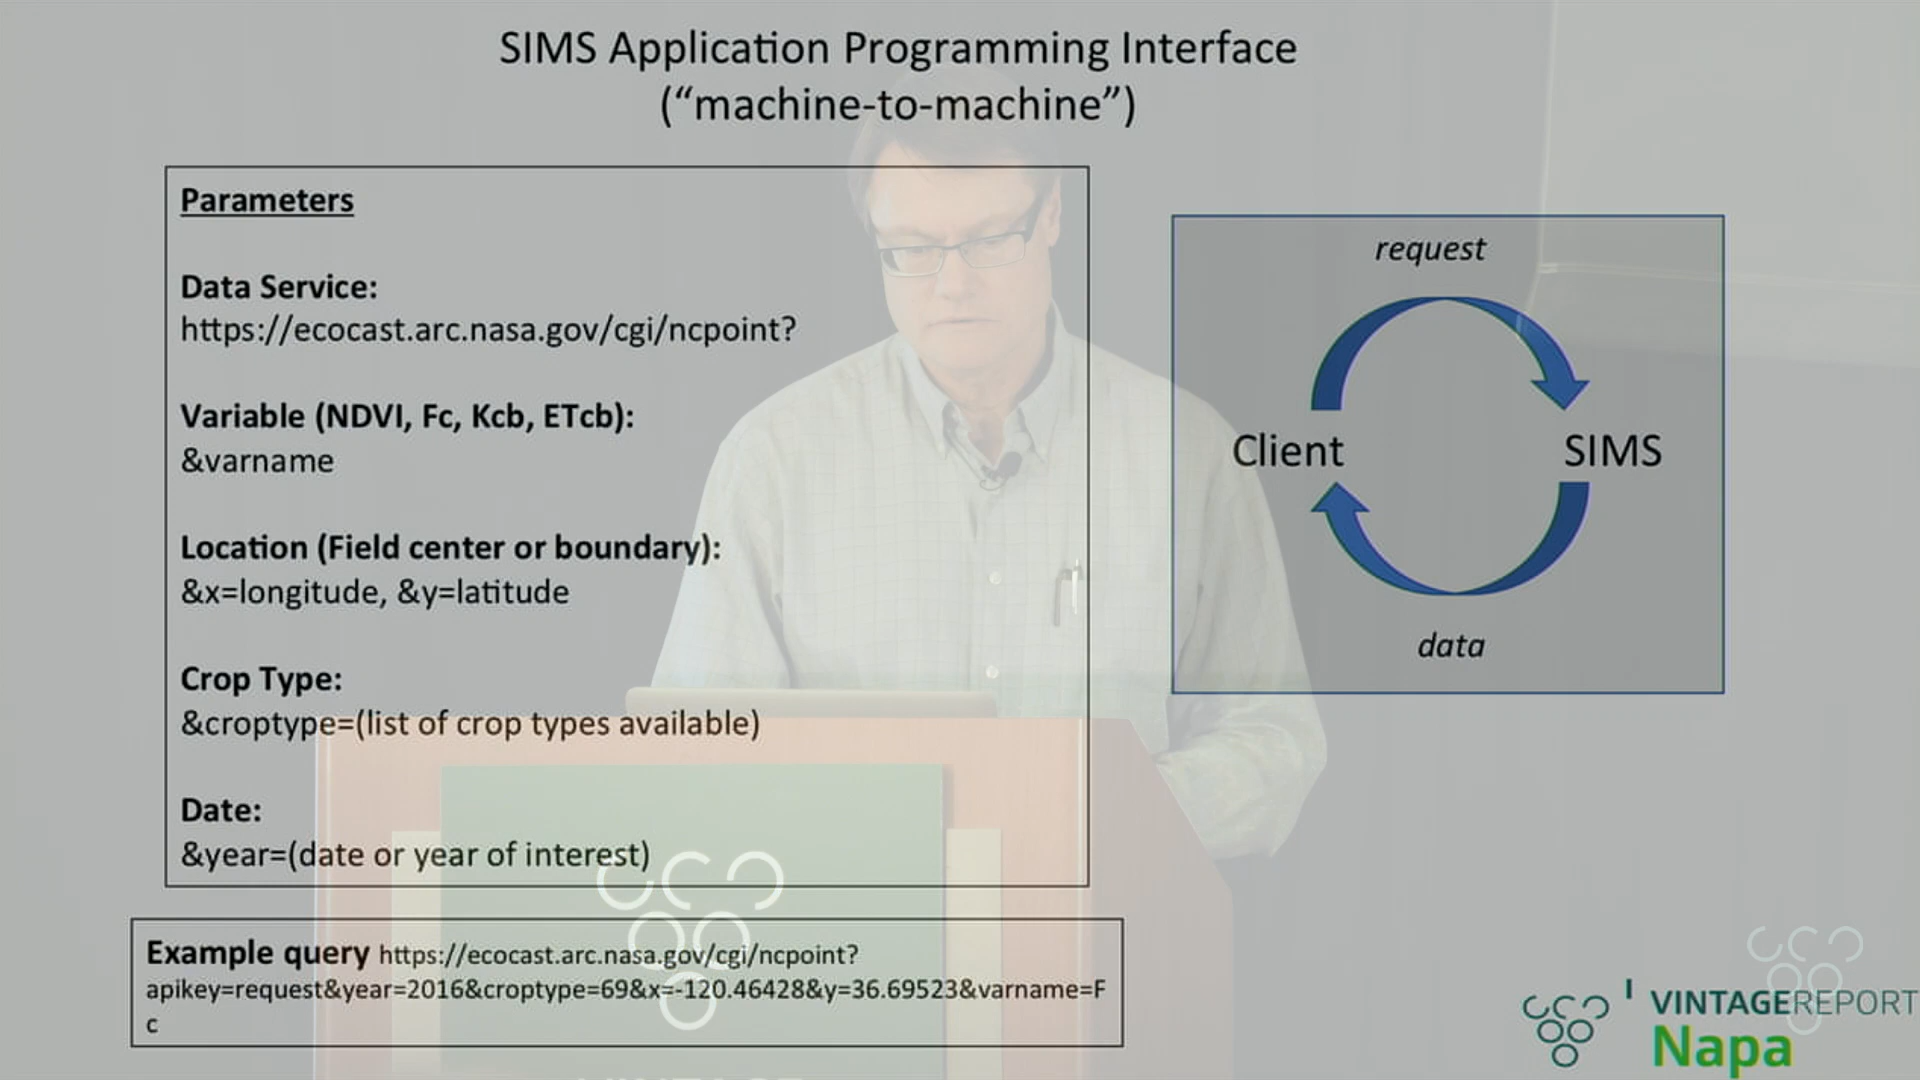 SIMS Application Programming Interface
(“machine-to-machine”)
Parameters
Data Service:
https://ecocast.arc.nasa.gov/cgi/ncpoint?
Variable (NDVI, Fc, Kcb, ETcb):
&varname
Location (Field center or boundary):
&x=longitude, &y=latitude
Crop Type:
&croptype=(list of crop types available)
Date:
&year=(date or year of interest)
request
Client
SIMS
data
Example query https://ecocast.arc.nasa.gov/cgi/ncpoint?
apikey=request&year=2016&croptype=69&x=-120.46428&y=36.69523&varname=F
c
VINTAGEREPORT
Napa